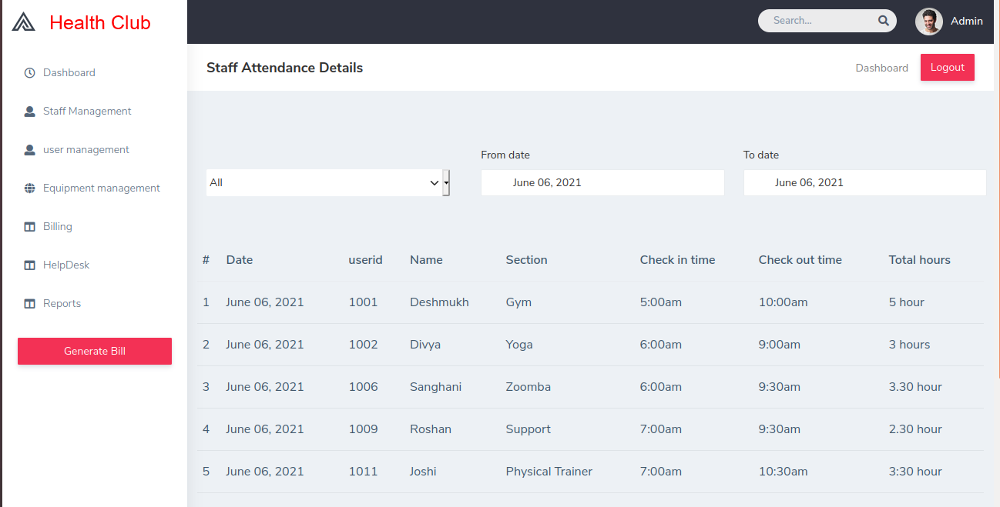 Health Club
Search...
Admin
Staff Attendance Details
Dashboard
Logout
Dashboard
Staff Management
user management
Equipment management
Billing
HelpDesk
Reports
Generate Bill
From date
To date
All
June 06, 2021
June 06, 2021
# Date userid Name Section Check in time Check out time Total hours
1 June 06, 2021 1001 Deshmukh Gym 5:00am 10:00am 5 hour
2 June 06, 2021 1002 Divya Yoga 6:00am 9:00am 3 hours
3 June 06, 2021 1006 Sanghani Zoomba 6:00am 9:30am 3.30 hour
4 June 06, 2021 1009 Roshan Support 7:00am 9:30am 2.30 hour
5 June 06, 2021 1011 Joshi Physical Trainer 7:00am 10:30am 3:30 hour